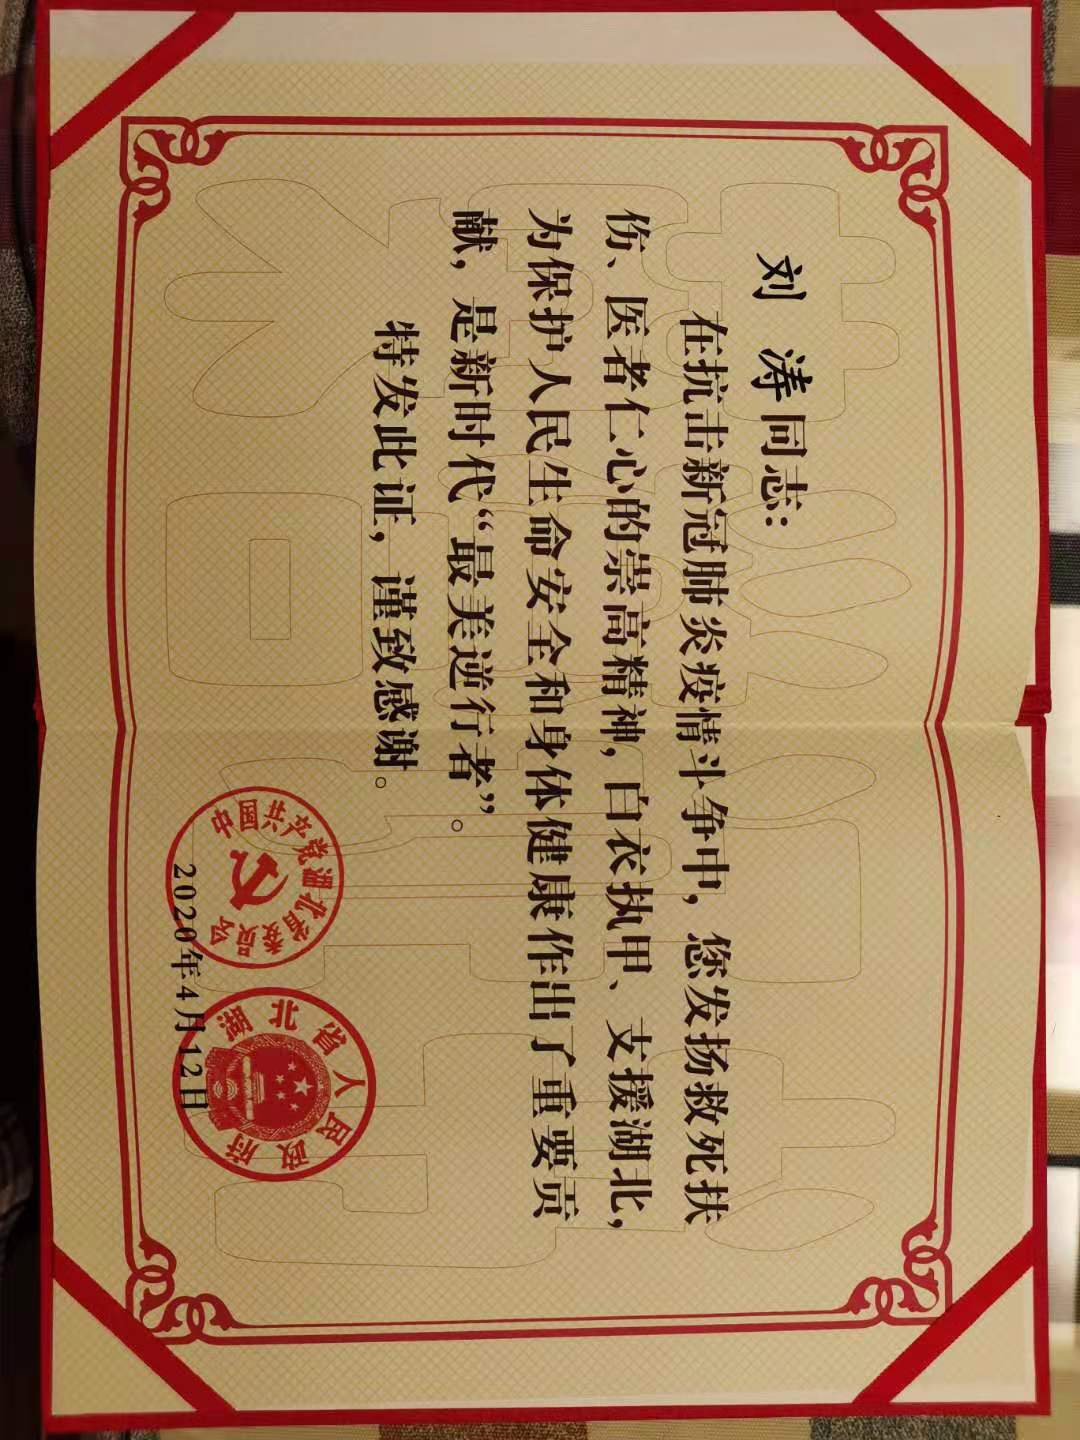 刘 涛同志：
在抗击新冠肺炎疫情斗争中，您发扬救死扶
伤、医者仁心的崇高精神，白衣执甲、支援湖北，
为保护人民生命安全和身体健康作出了重要贡
献，是新时代“最美逆行者”。
特发此证，谨致感谢。
中国共产党湖北省委员会
湖北省人民政府
2020年4月12日